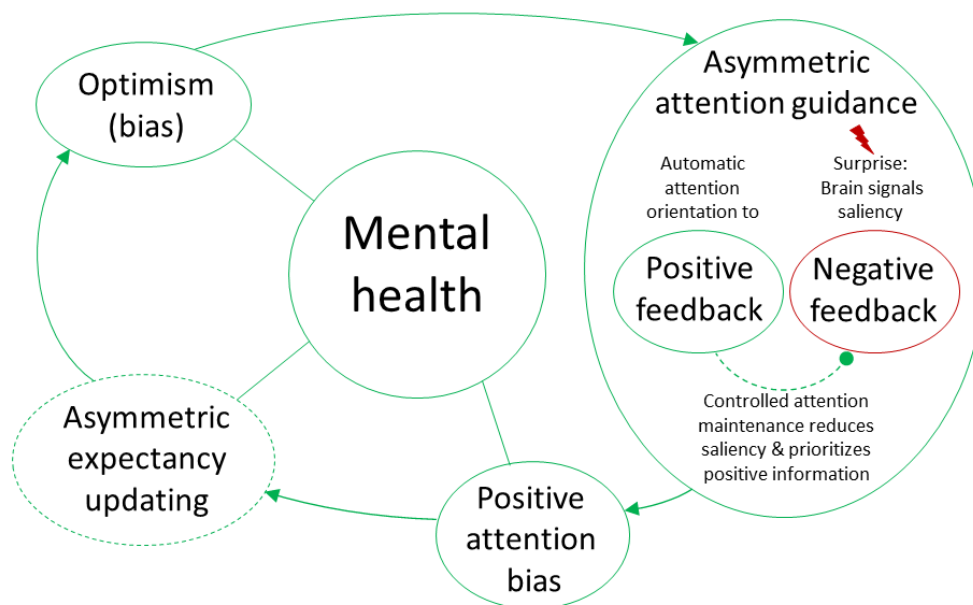 Optimism
(bias)
Asymmetric
attention guidance
Automatic
attention
orientation to
Surprise:
Brain signals
saliency
Positive
feedback
Negative
feedback
Controlled attention
maintenance reduces
saliency & prioritizes
positive information
Mental
health
Asymmetric
expectancy
updating
Positive
attention
bias